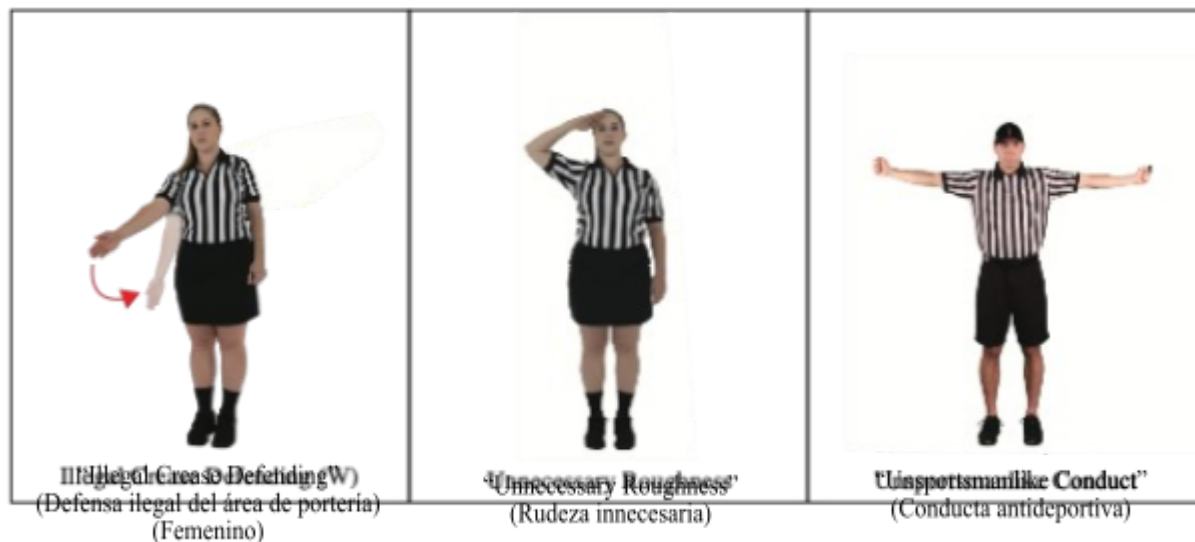 “Illegal Crease Defending”
(Defensa ilegal del área de portería)
(Femenino)
“Unnecessary Roughness”
(Rudeza innecesaria)
“Unsportsmanlike Conduct”
(Conducta antideportiva)